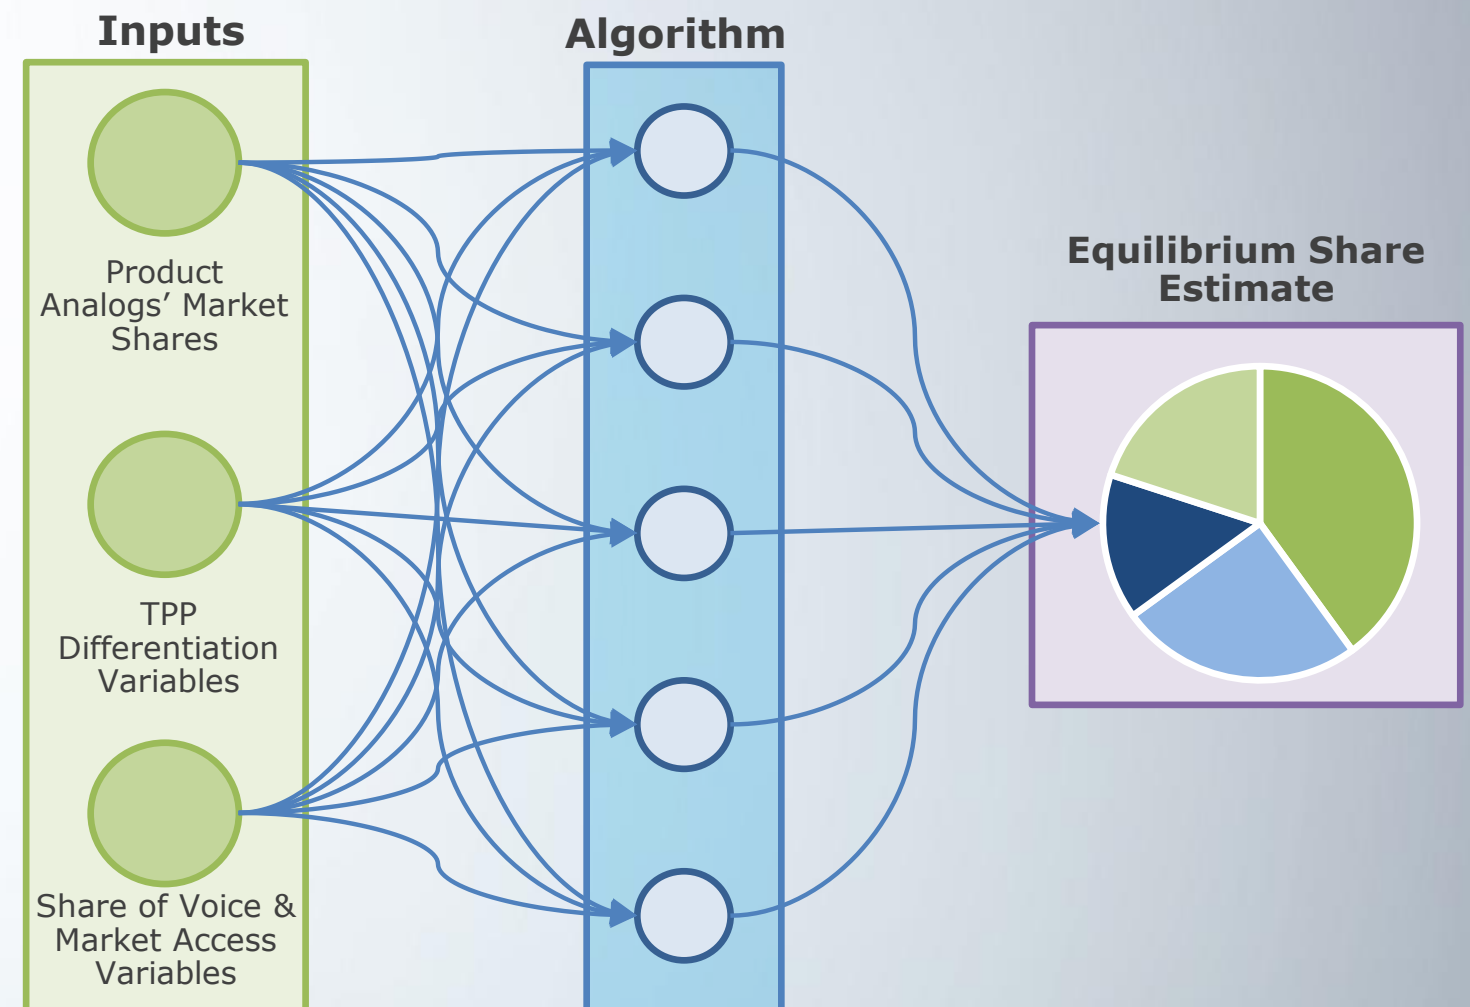 Inputs
Algorithm
Equilibrium Share
Estimate
Product
Analogs’ Market
Shares
TPP
Differentiation
Variables
Share of Voice &
Market Access
Variables